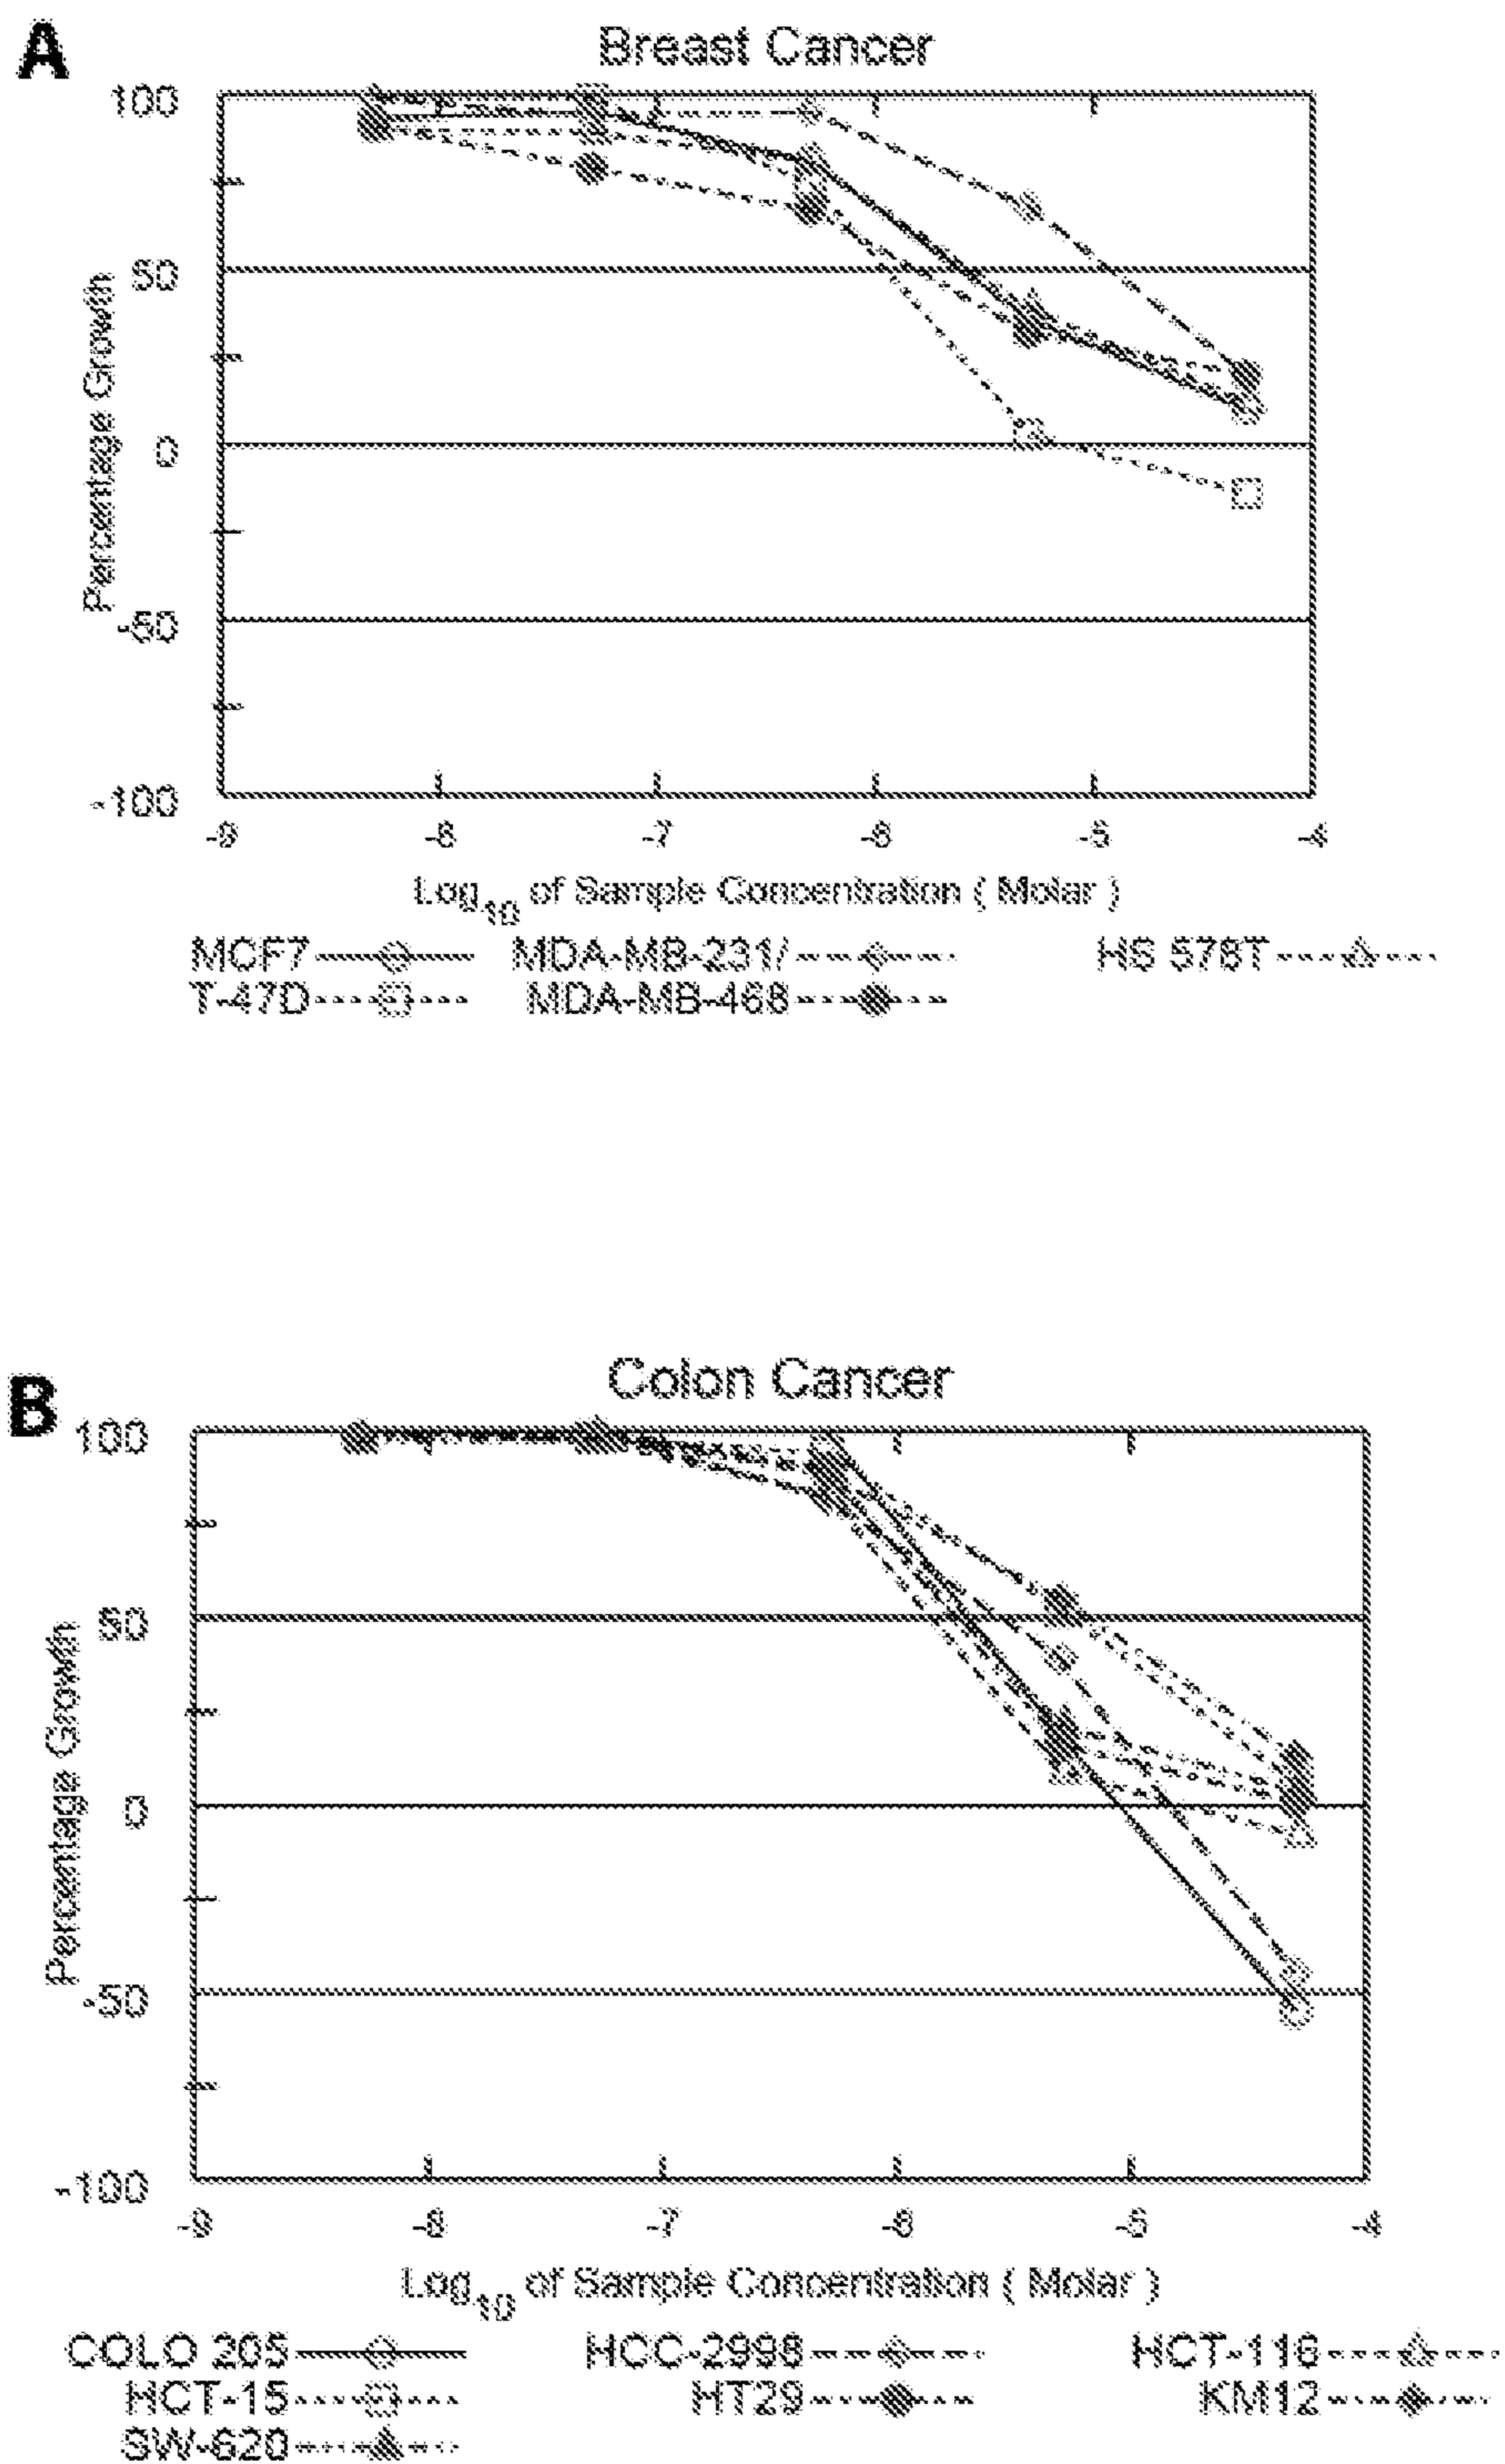 A
Breast Cancer
100
50
0
-50
-100
Percentage Growth
-9 -8 -7 -6 -5 -4
Log10 of Sample Concentration ( Molar )
MCF7 MDA-MB-231/ HS 578T
T-47D MDA-MB-468
B
Colon Cancer
100
50
0
-50
-100
Percentage Growth
-9 -8 -7 -6 -5 -4
Log10 of Sample Concentration ( Molar )
COLO 205 HCC-2998 HCT-116
HCT-15 HT29 KM12
SW-620